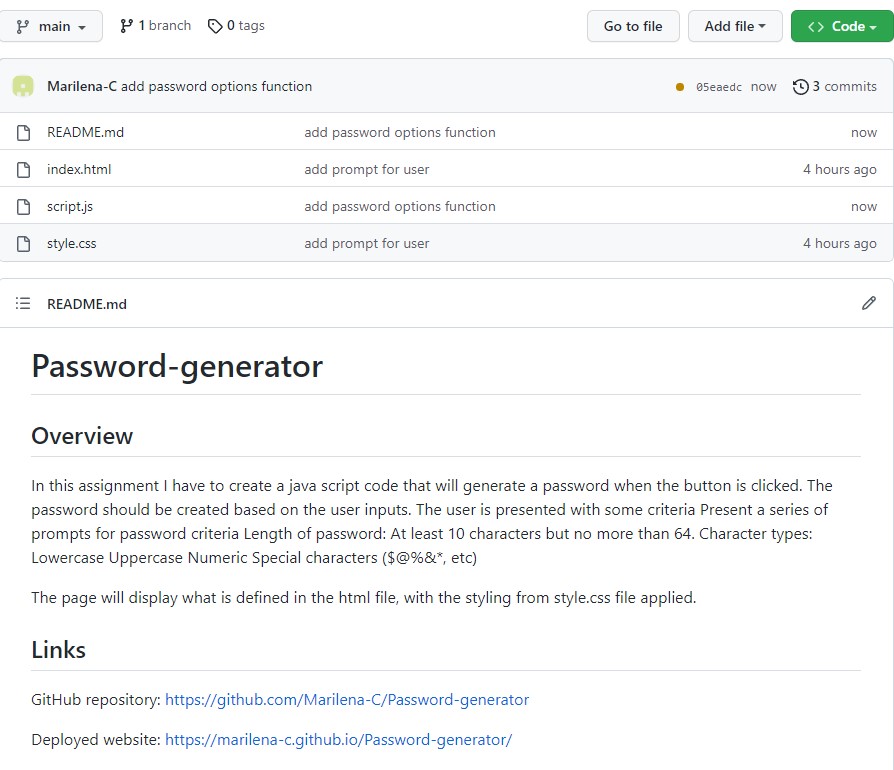 main 1 branch 0 tags Go to file Add file Code
Marilena-C add password options function 05eaedc now 3 commits
README.md add password options function now
index.html add prompt for user 4 hours ago
script.js add password options function now
style.css add prompt for user 4 hours ago
README.md
Password-generator
Overview
In this assignment I have to create a java script code that will generate a password when the button is clicked. The
password should be created based on the user inputs. The user is presented with some criteria Present a series of
prompts for password criteria Length of password: At least 10 characters but no more than 64. Character types:
Lowercase Uppercase Numeric Special characters ($@%&*, etc)
The page will display what is defined in the html file, with the styling from style.css file applied.
Links
GitHub repository: https://github.com/Marilena-C/Password-generator
Deployed website: https://marilena-c.github.io/Password-generator/